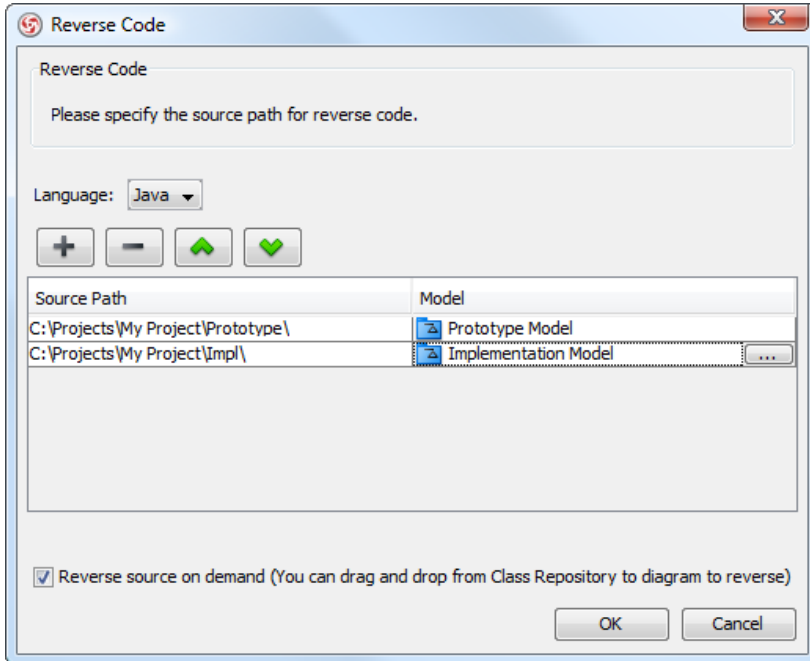 Reverse Code
Reverse Code
Please specify the source path for reverse code.
Language: Java
Source Path Model
C:\Projects\My Project\Prototype\ Prototype Model
C:\Projects\My Project\Impl\ Implementation Model ...
Reverse source on demand (You can drag and drop from Class Repository to diagram to reverse)
OK Cancel